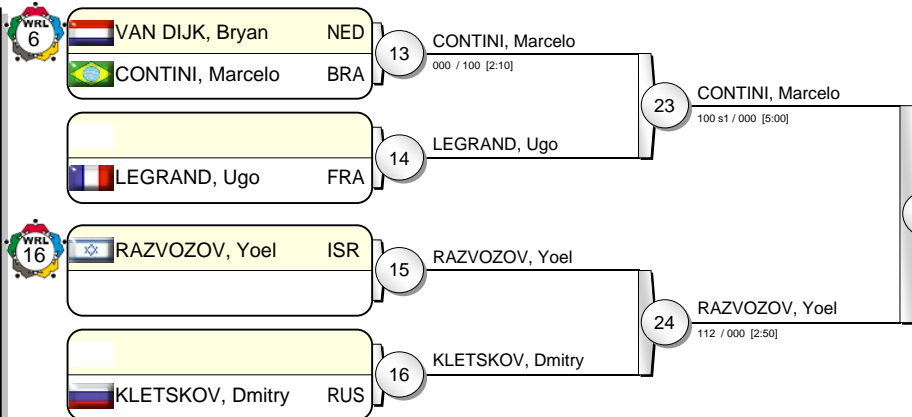 WRL
6
VAN DIJK, Bryan NED
CONTINI, Marcelo BRA
13
CONTINI, Marcelo
000 / 100 [2:10]
LEGRAND, Ugo FRA
14
LEGRAND, Ugo
23
CONTINI, Marcelo
100 s1 / 000 [5:00]
WRL
16
RAZVOZOV, Yoel ISR
15
RAZVOZOV, Yoel
KLETSKOV, Dmitry RUS
16
KLETSKOV, Dmitry
24
RAZVOZOV, Yoel
112 / 000 [2:50]